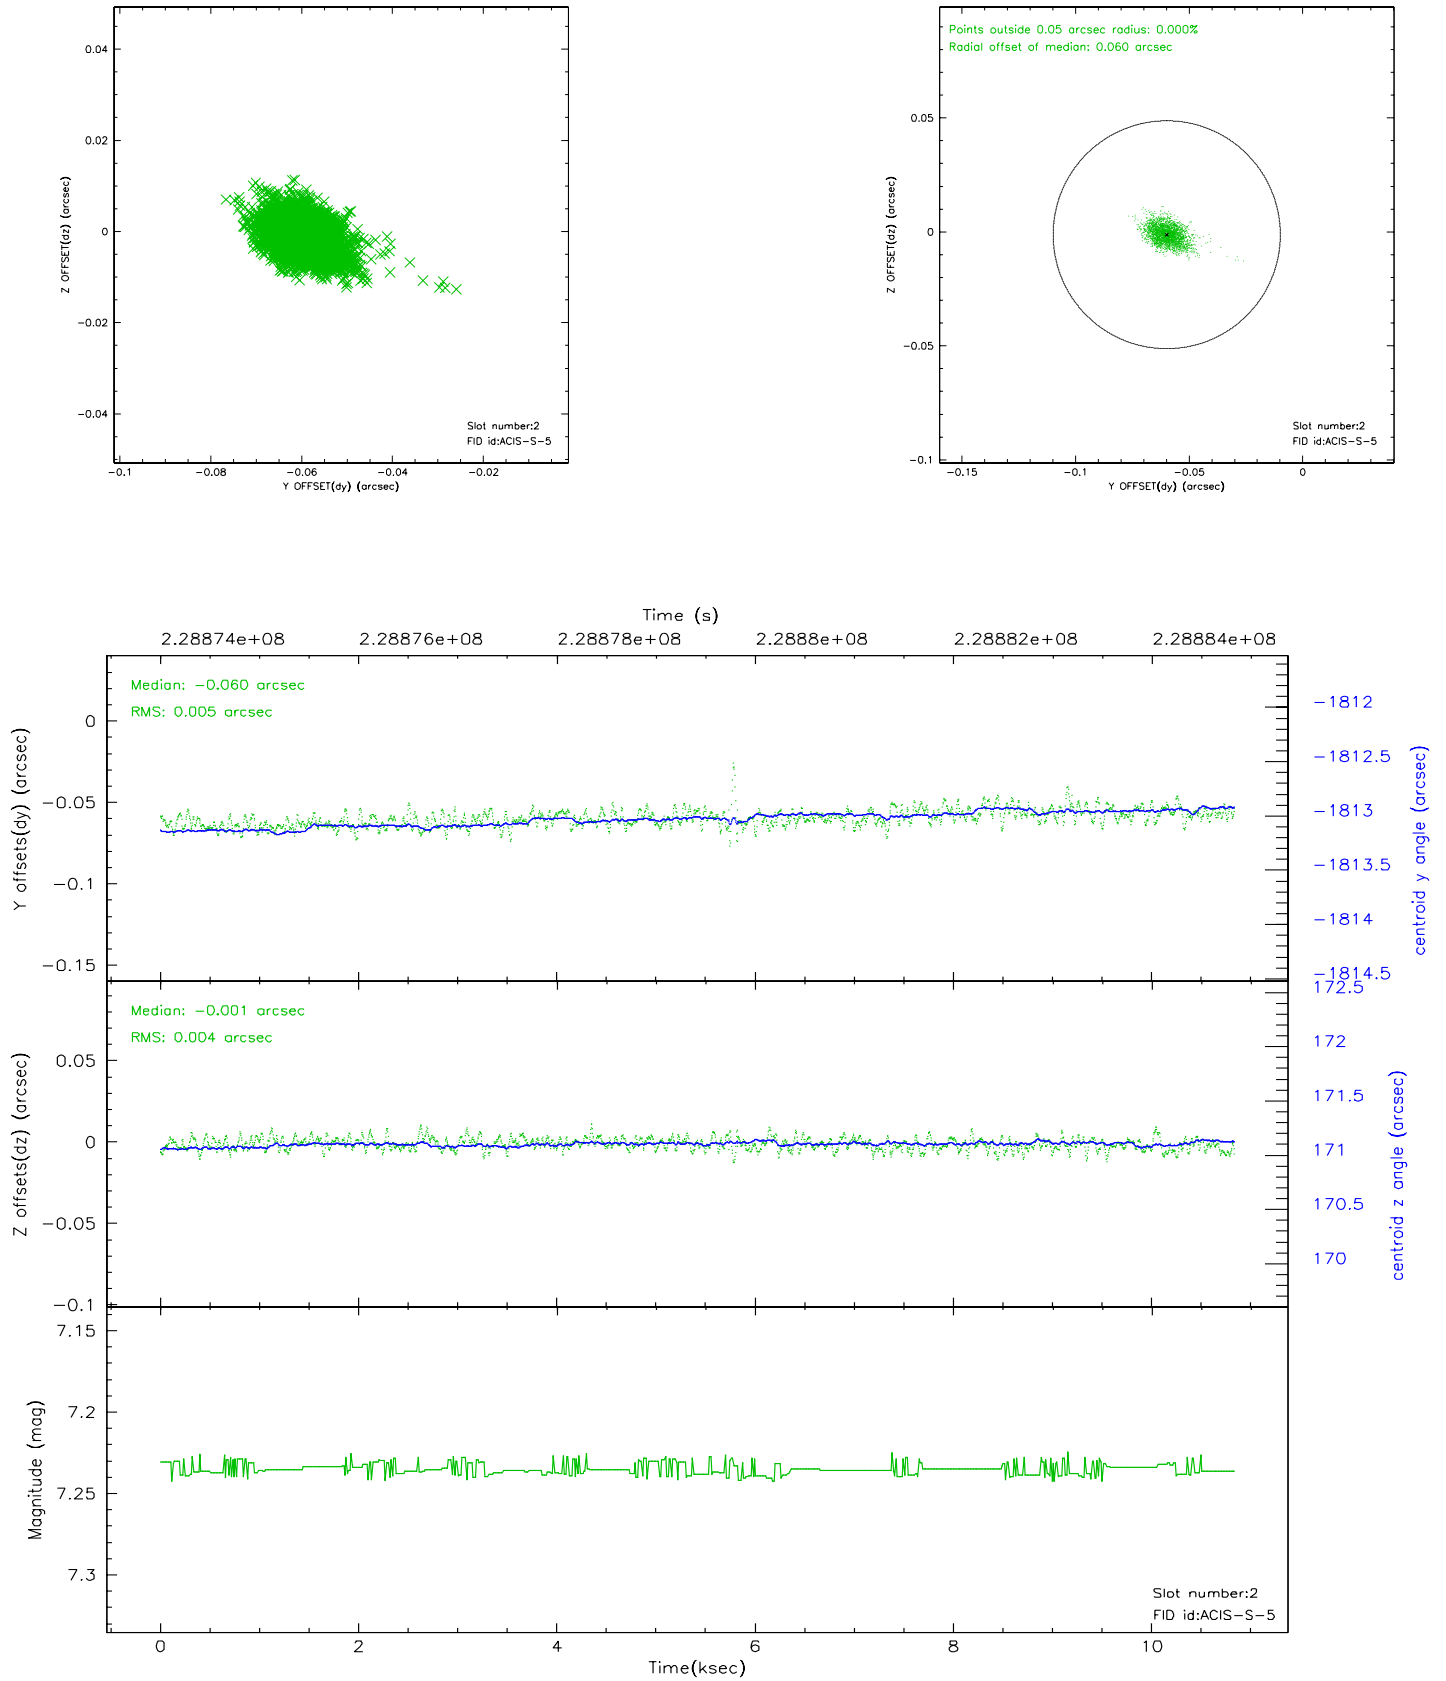 0.04
0.02
0
-0.02
-0.04
Z OFFSET(dz) (arcsec)
Slot number:2
FID id:ACIS-S-5
-0.1
-0.08
-0.06
-0.04
-0.02
Y OFFSET(dy) (arcsec)
Points outside 0.05 arcsec radius: 0.000%
Radial offset of median: 0.060 arcsec
0.05
0
-0.05
-0.1
Z OFFSET(dz) (arcsec)
Slot number:2
FID id:ACIS-S-5
-0.15
-0.1
-0.05
0
Y OFFSET(dy) (arcsec)
Time (s)
2.28874e+08
2.28876e+08
2.28878e+08
2.2888e+08
2.28882e+08
2.28884e+08
Median: -0.060 arcsec
RMS: 0.005 arcsec
0
-0.05
-0.1
-0.15
Y offsets(dy) (arcsec)
-1812
-1812.5
-1813
-1813.5
-1814
-1814.5
centroid y angle (arcsec)
Median: -0.001 arcsec
RMS: 0.004 arcsec
0.05
0
-0.05
-0.1
Z offsets(dz) (arcsec)
172.5
172
171.5
171
170.5
170
centroid z angle (arcsec)
7.15
7.2
7.25
7.3
Magnitude (mag)
Slot number:2
FID id:ACIS-S-5
0
2
4
6
8
10
Time(ksec)